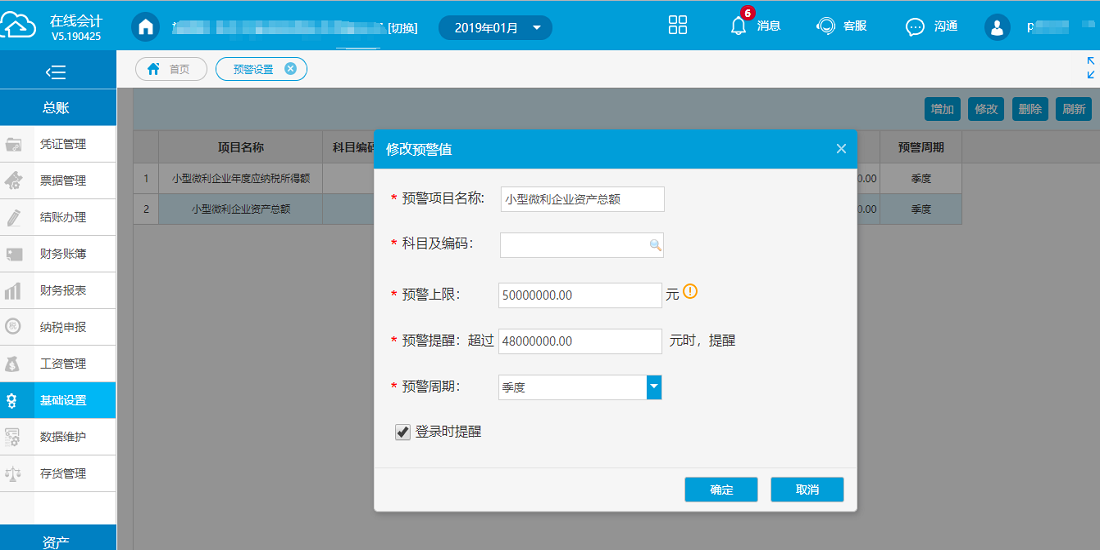 在线会计
V5.190425
[切换]
2019年01月
6
消息
客服
沟通
首页
预警设置
总账
凭证管理
票据管理
结账办理
财务账簿
财务报表
纳税申报
工资管理
基础设置
数据维护
存货管理
资产
增加
修改
删除
刷新
项目名称
科目编码
预警周期
1
小型微利企业年度应纳税所得额
0.00
季度
2
小型微利企业资产总额
0.00
季度
修改预警值
* 预警项目名称: 小型微利企业资产总额
* 科目及编码:
* 预警上限: 50000000.00 元
* 预警提醒: 超过 48000000.00 元时，提醒
* 预警周期: 季度
登录时提醒
确定
取消